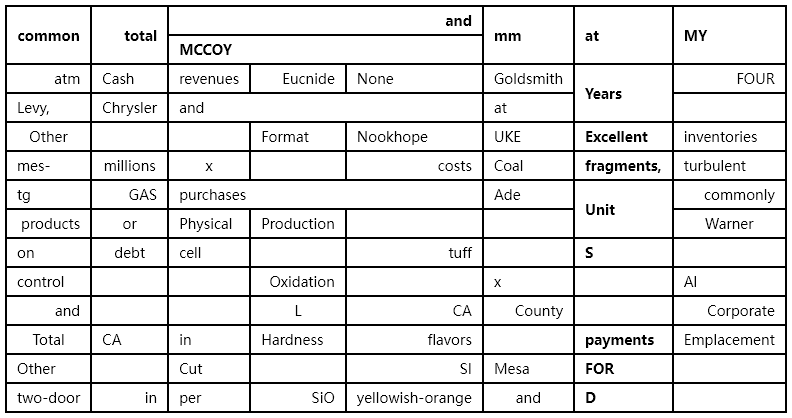 common total and mm at MY
MCCOY
atm Cash revenues Eucnide None Goldsmith Years FOUR
Levy, Chrysler and at
Other Format Nookhope UKE Excellent inventories
mes- millions x costs Coal fragments, turbulent
tg GAS purchases Ade Unit commonly
products or Physical Production Warner
on debt cell tuff S
control Oxidation x AI
and L CA County Corporate
Total CA in Hardness flavors payments Emplacement
Other Cut SI Mesa FOR
two-door in per SiO yellowish-orange and D